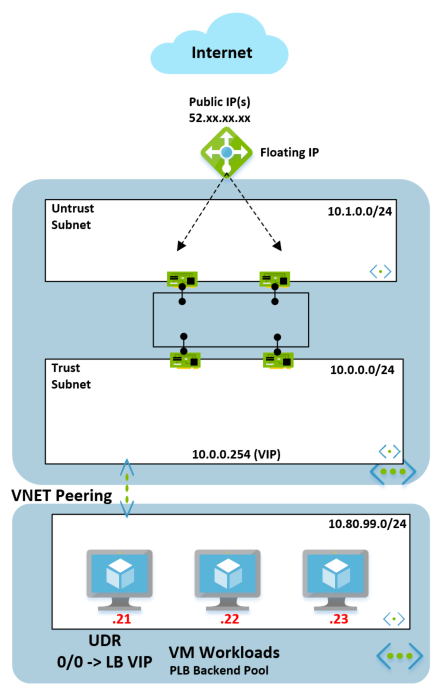 Internet
Public IP(s)
52.xx.xx.xx
Floating IP
Untrust
Subnet
10.1.0.0/24
Trust
Subnet
10.0.0.0/24
10.0.0.254 (VIP)
VNET Peering
10.80.99.0/24
.21
.22
.23
UDR
0/0 -> LB VIP
VM Workloads
PLB Backend Pool